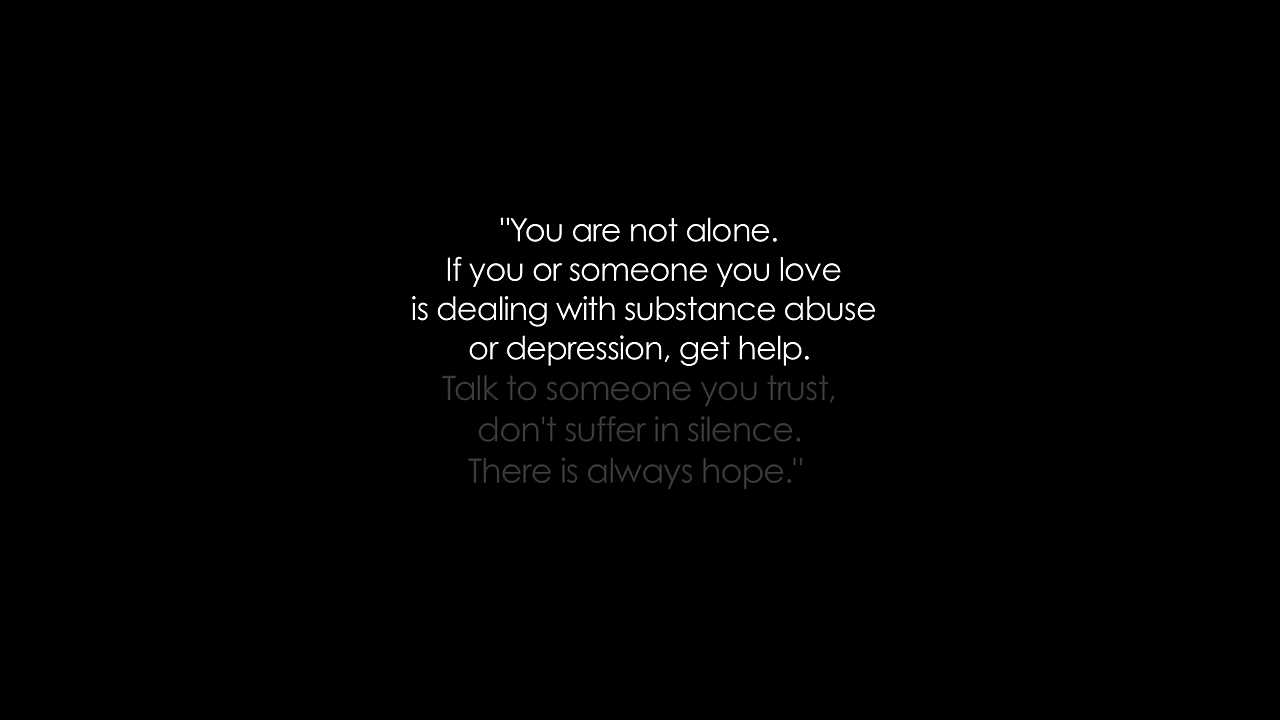 "You are not alone.
If you or someone you love
is dealing with substance abuse
or depression, get help.
Talk to someone you trust,
don't suffer in silence.
There is always hope."